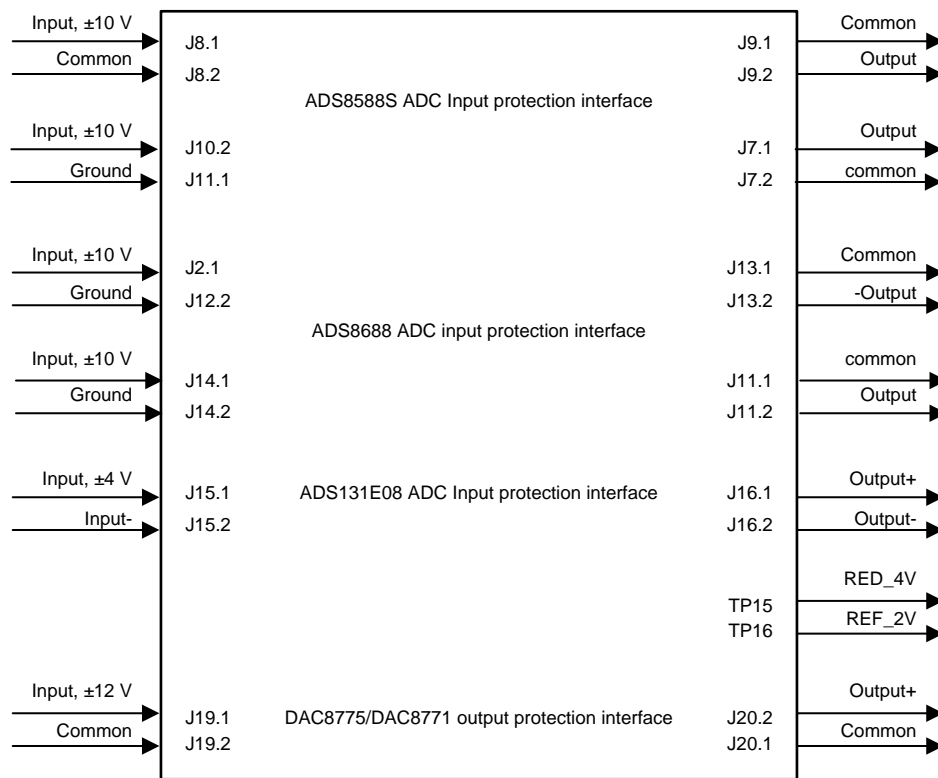 Input, ±10 V J8.1 J9.1 Common
Common J8.2 J9.2 Output
ADS8588S ADC Input protection interface
Input, ±10 V J10.2 J7.1 Output
Ground J11.1 J7.2 common
Input, ±10 V J2.1 J13.1 Common
Ground J12.2 J13.2 -Output
ADS8688 ADC input protection interface
Input, ±10 V J14.1 J11.1 common
Ground J14.2 J11.2 Output
Input, ±4 V J15.1 ADS131E08 ADC Input protection interface J16.1 Output+
Input- J15.2 J16.2 Output-
TP15 RED_4V
TP16 REF_2V
Input, ±12 V J19.1 DAC8775/DAC8771 output protection interface J20.2 Output+
Common J19.2 J20.1 Common